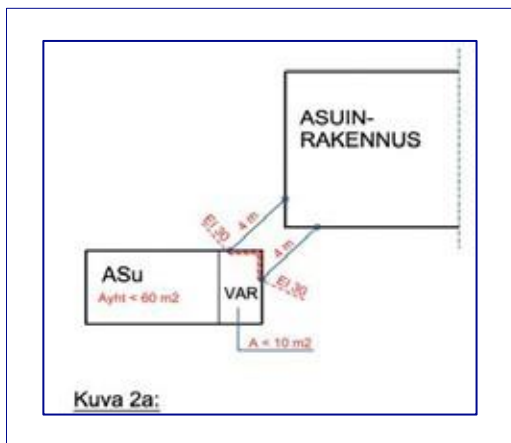 ASUIN-
RAKENNUS
EI 30
4 m
4 m
EI 30
ASu
Ayht < 60 m2
VAR
A < 10 m2
Kuva 2a: